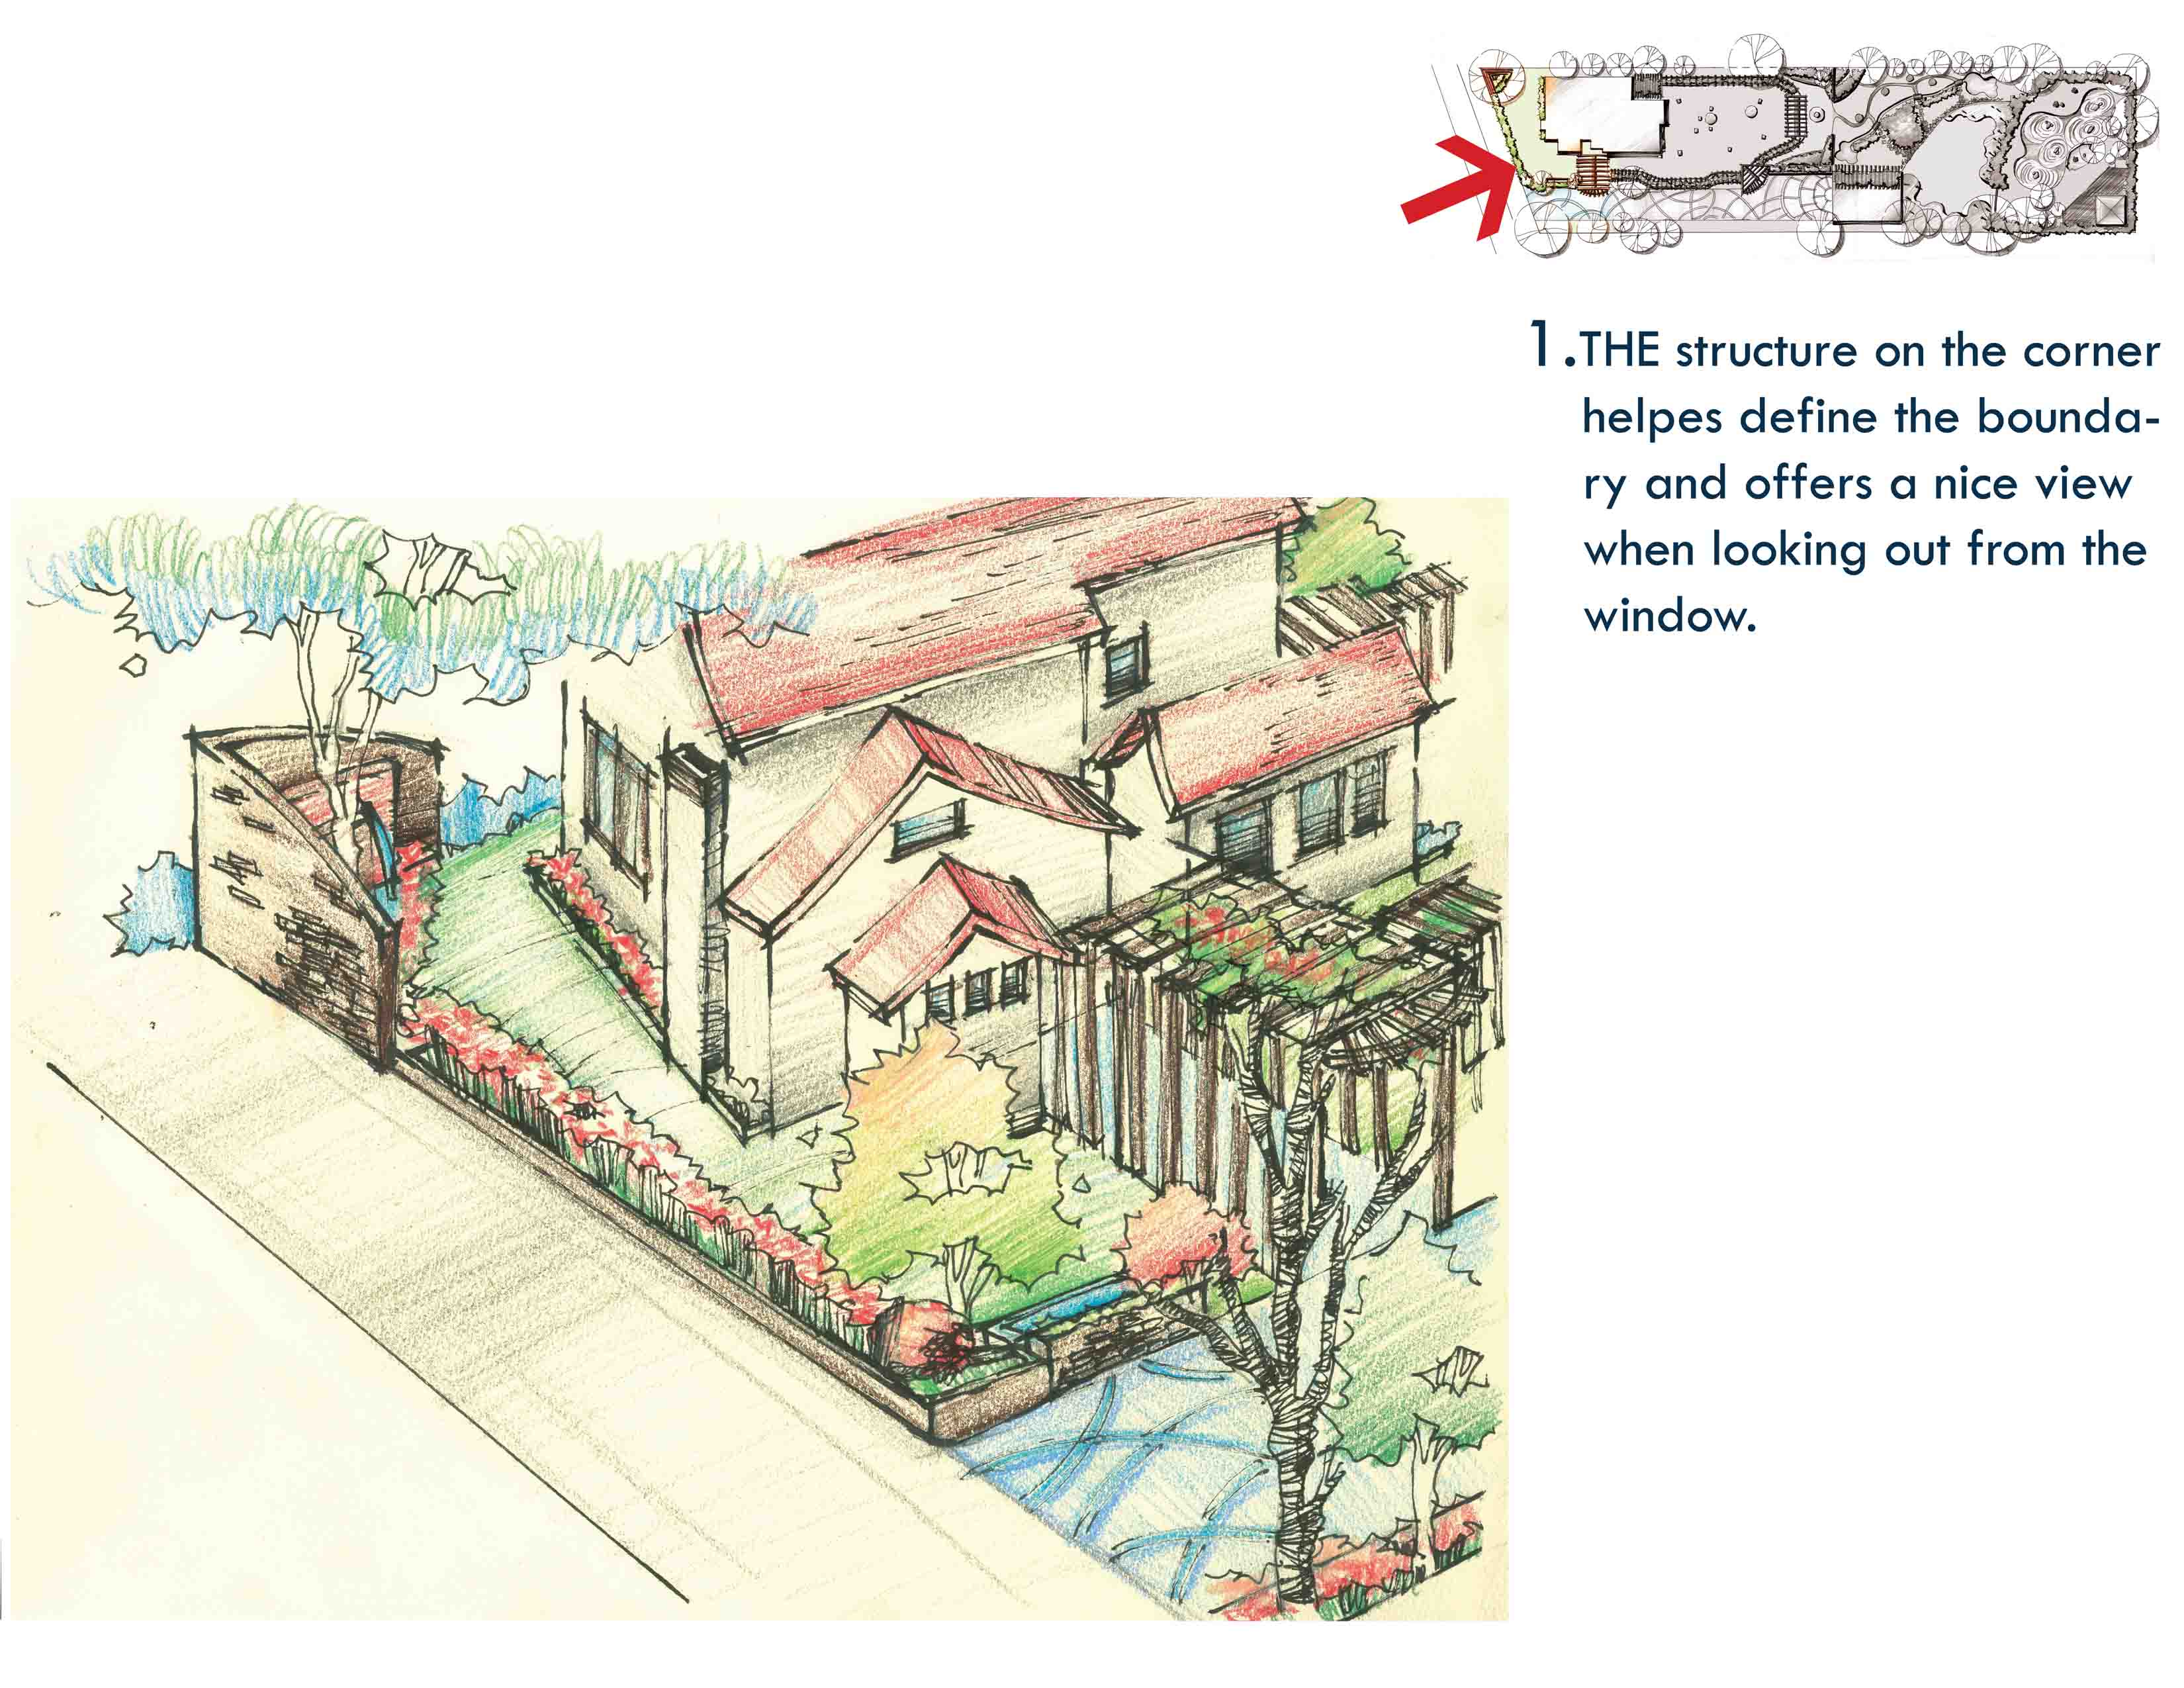 1.THE structure on the corner
helpes define the bounda-
ry and offers a nice view
when looking out from the
window.